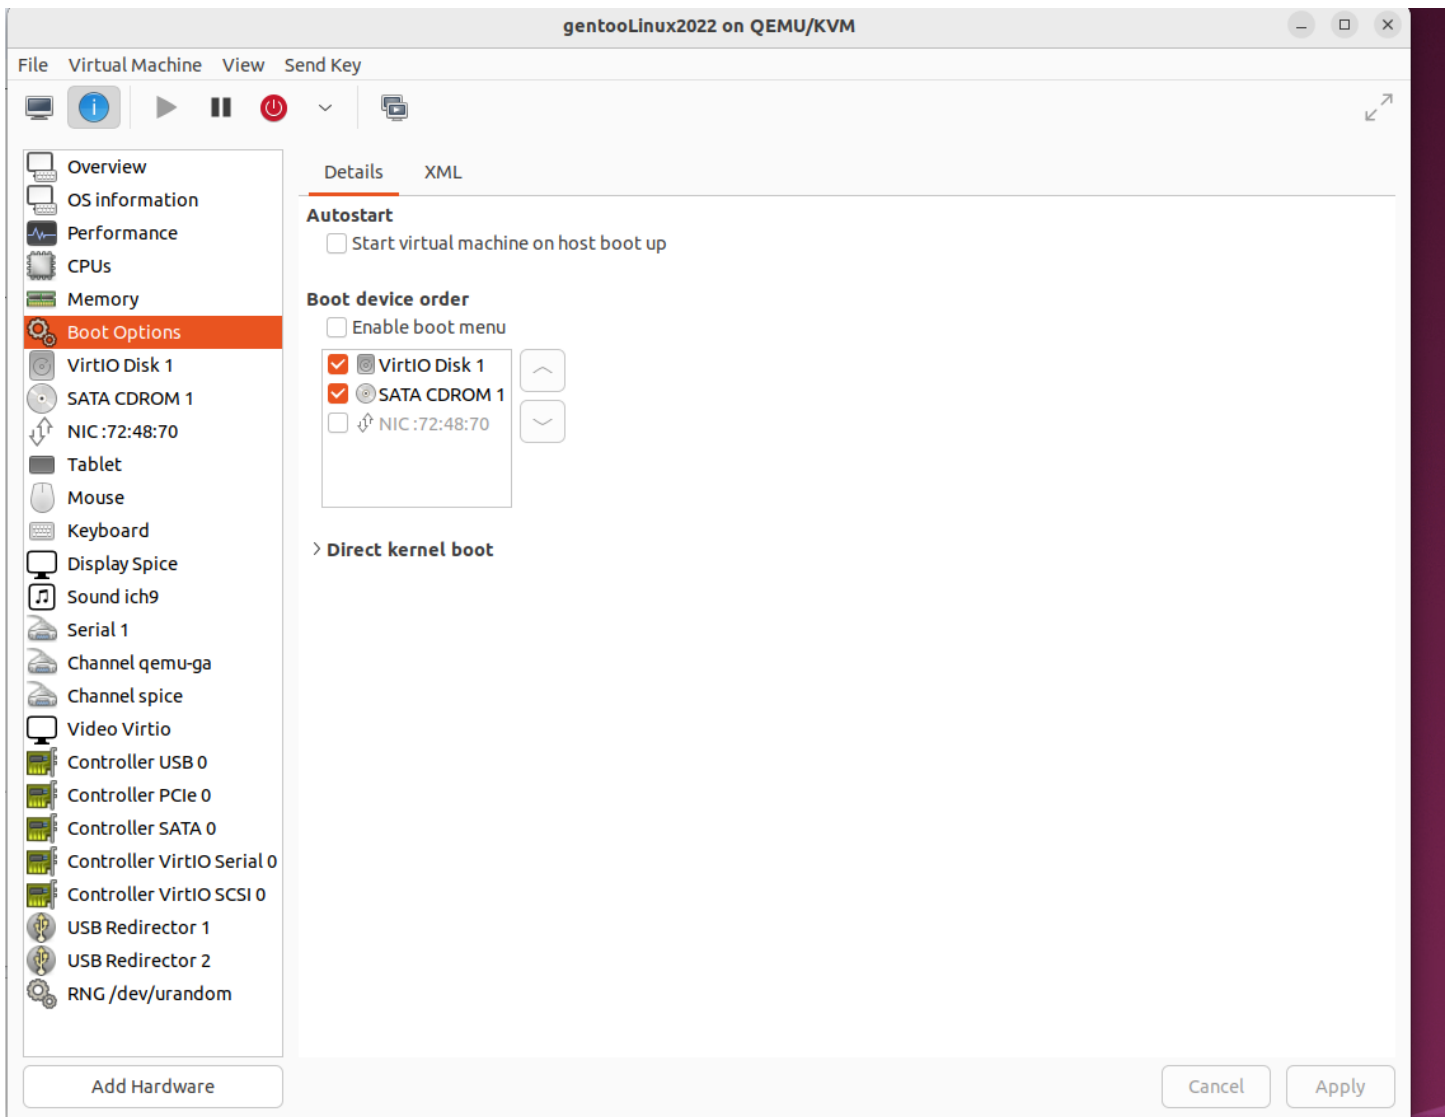 gentooLinux2022 on QEMU/KVM
File Virtual Machine View Send Key
Overview
OS information
Performance
CPUs
Memory
Boot Options
VirtIO Disk 1
SATA CDROM 1
NIC :72:48:70
Tablet
Mouse
Keyboard
Display Spice
Sound ich9
Serial 1
Channel qemu-ga
Channel spice
Video Virtio
Controller USB 0
Controller PCIe 0
Controller SATA 0
Controller VirtIO Serial 0
Controller VirtIO SCSI 0
USB Redirector 1
USB Redirector 2
RNG /dev/urandom
Add Hardware
Details XML
Autostart
Start virtual machine on host boot up
Boot device order
Enable boot menu
VirtIO Disk 1
SATA CDROM 1
NIC :72:48:70
Direct kernel boot
Cancel Apply